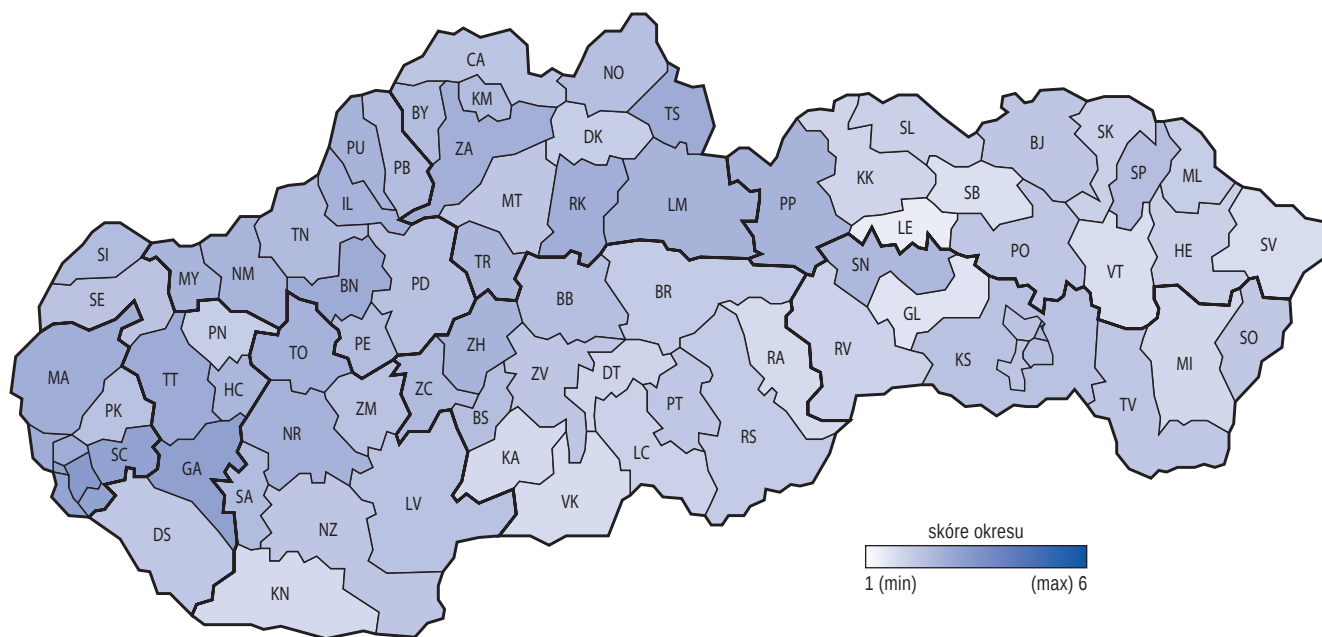 CA
NO
KM
BY
TS
ZA
DK
PU
PB
SL
BJ
SK
SP
ML
KK
SB
IL
MT
RK
LM
PP
LE
TN
PO
HE
SV
SI
VT
TR
SN
MY
NM
BN
PD
BB
BR
SE
GL
PN
TO
PE
ZH
RV
KS
SO
MA
TT
HC
ZC
ZV
DT
RA
MI
PK
ZM
BS
PT
TV
NR
RS
SC
GA
KA
LC
SA
LV
VK
DS
NZ
KN
skóre okresu
1 (min)
(max) 6